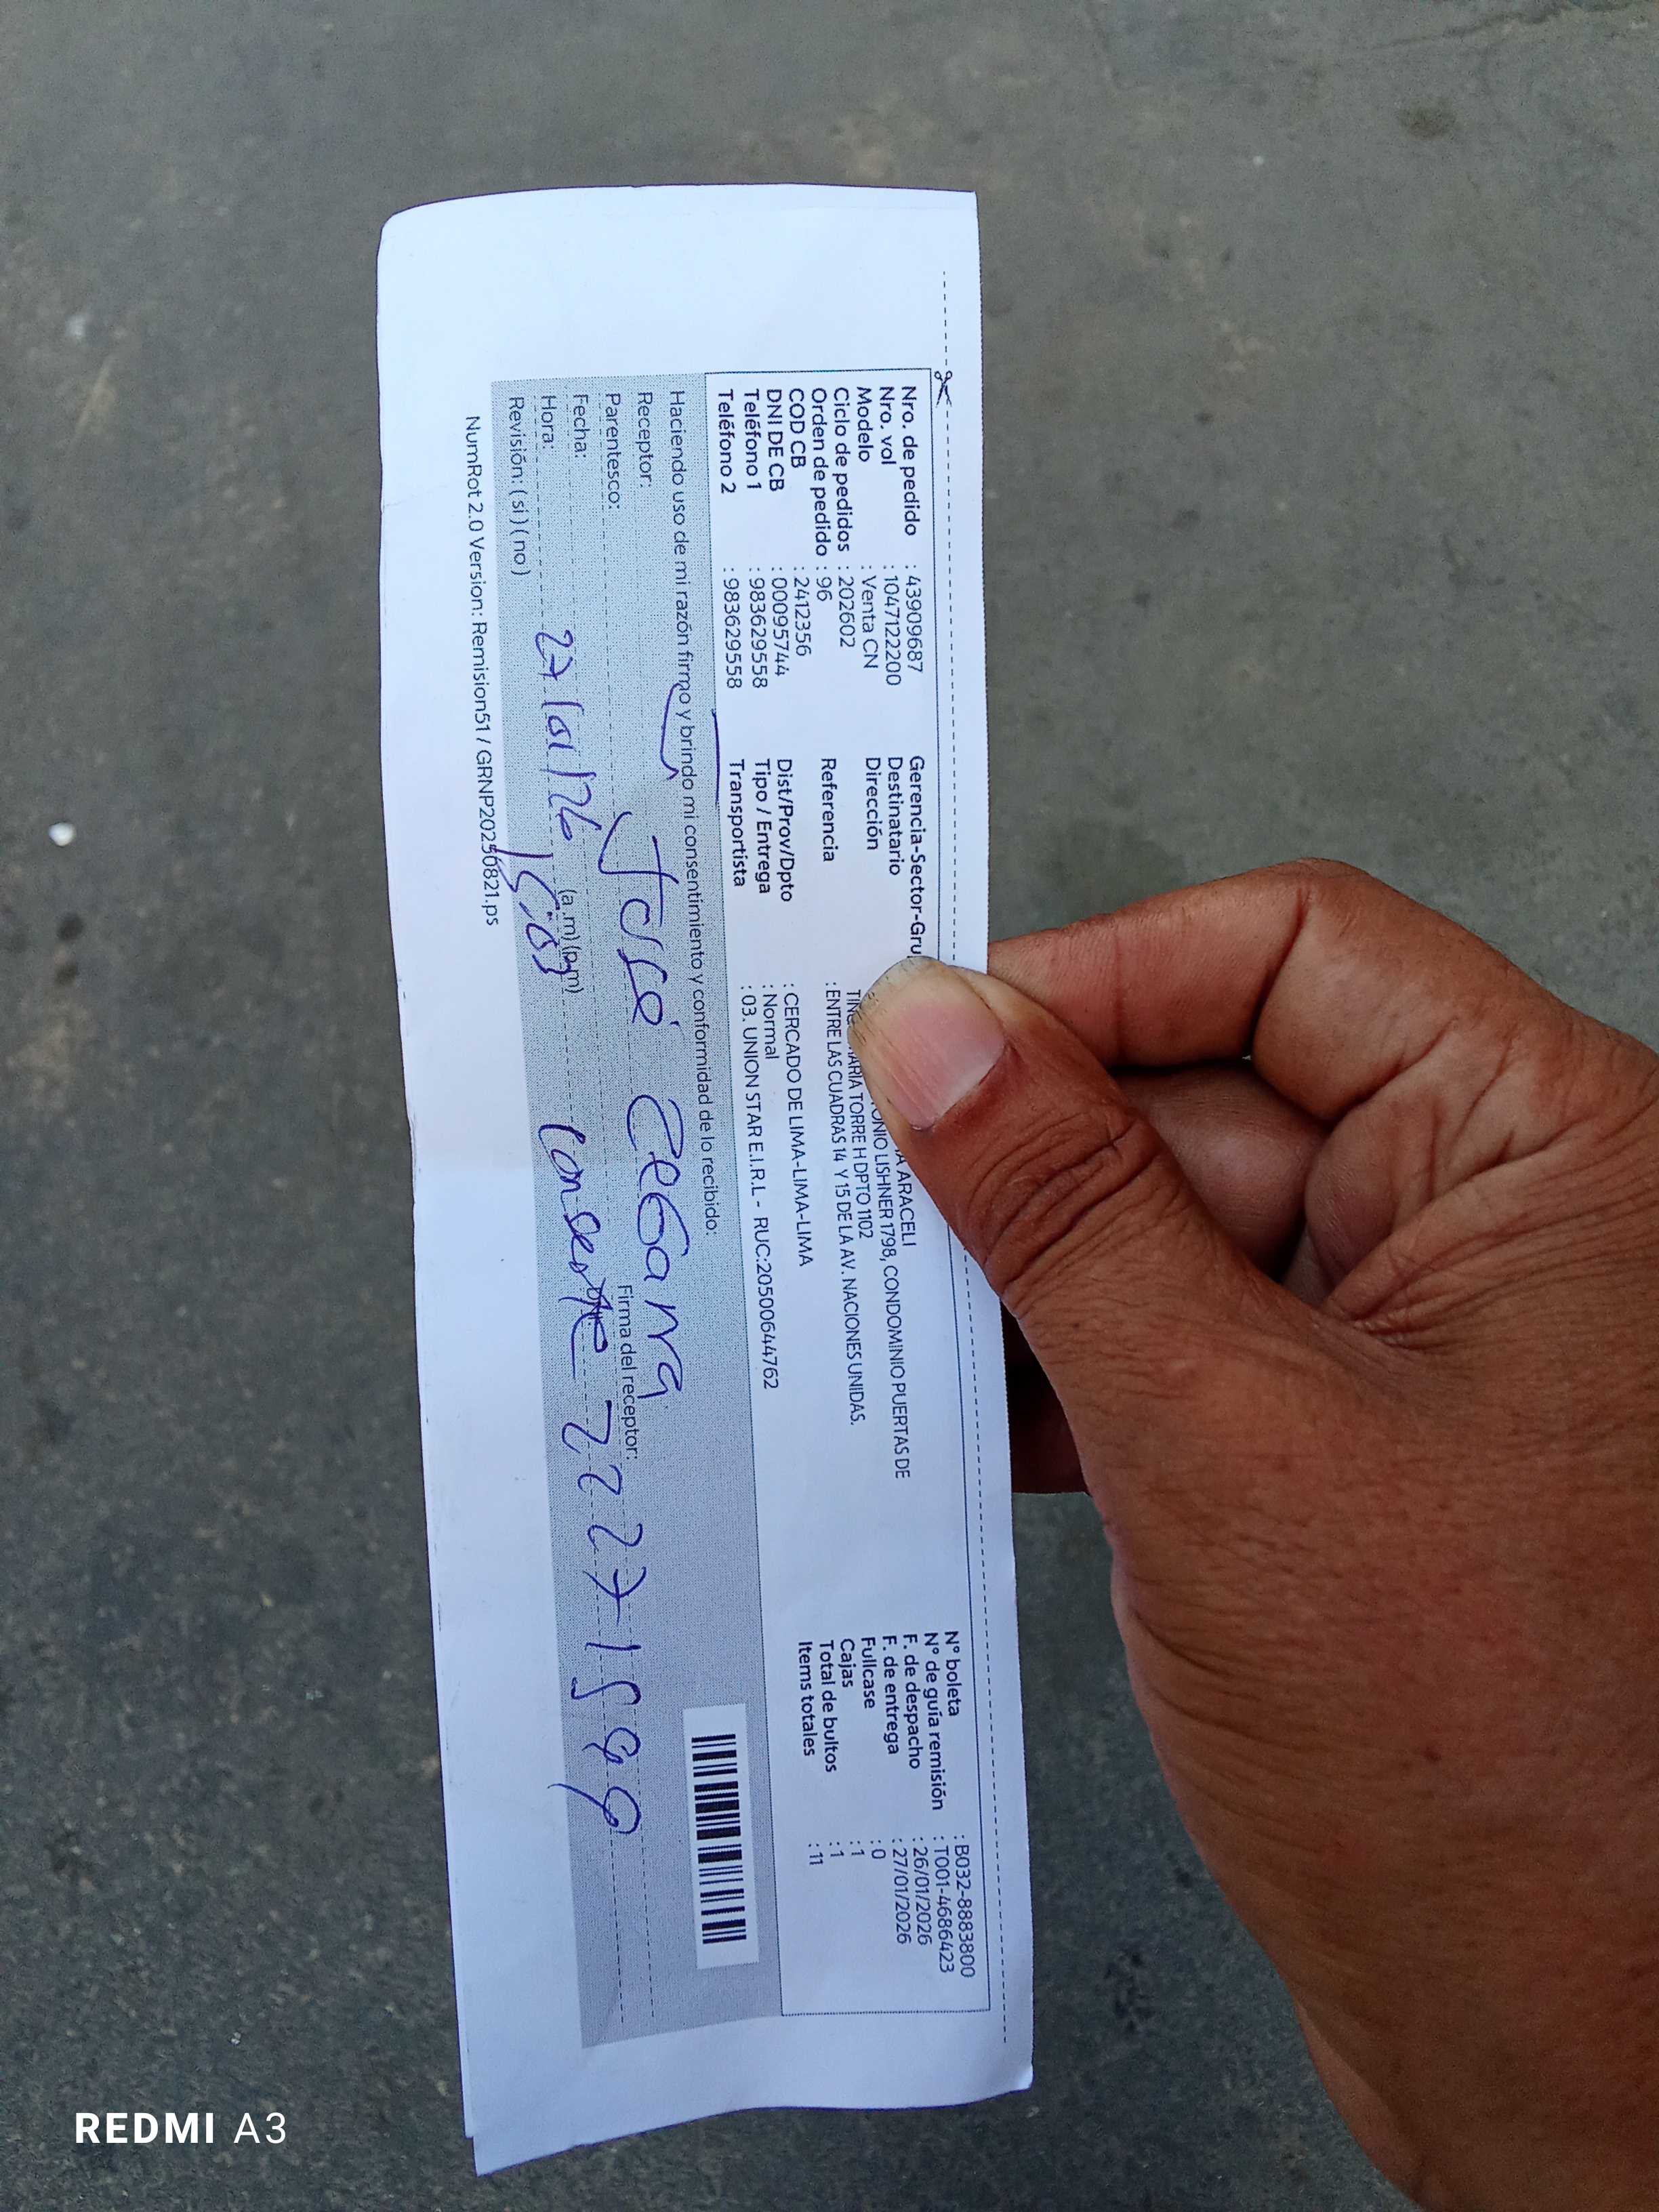 Nro. de pedido : 43909687
Nro. vol : 1047122200
Modelo : Venta CN
Ciclo de pedidos : 202602
Orden de pedido : 96
COD CB : 2412356
DNI DE CB : 00095744
Teléfono 1 : 983629558
Teléfono 2 : 983629558
Gerencia-Sector-Gru
Destinatario ARACELI
Dirección LISHNER 1798, CONDOMINIO PUERTAS DE
TORRE H DPTO 1102
Referencia : ENTRE LAS CUADRAS 14 Y 15 DE LA AV. NACIONES UNIDAS.
Dist/Prov/Dpto : CERCADO DE LIMA-LIMA-LIMA
Tipo / Entrega : Normal
Transportista : 03. UNION STAR E.I.R.L - RUC:20500644762
N° boleta : B032-8883800
N° de guía remisión : T001-4686423
F. de despacho : 26/01/2026
F. de entrega : 27/01/2026
Fullcase : 0
Cajas : 1
Total de bultos : 1
Items totales : 11
Haciendo uso de mi razón firmo y brindo mi consentimiento y conformidad de lo recibido:
Receptor: José
Parentesco:
Firma del receptor:
Fecha: 27/01/26
Hora: (a.m) (p.m) 15:03
Revisión: (si) (no)
NumRot 2.0 Version: Remision51 / GRNP20250821.ps
REDMI A3